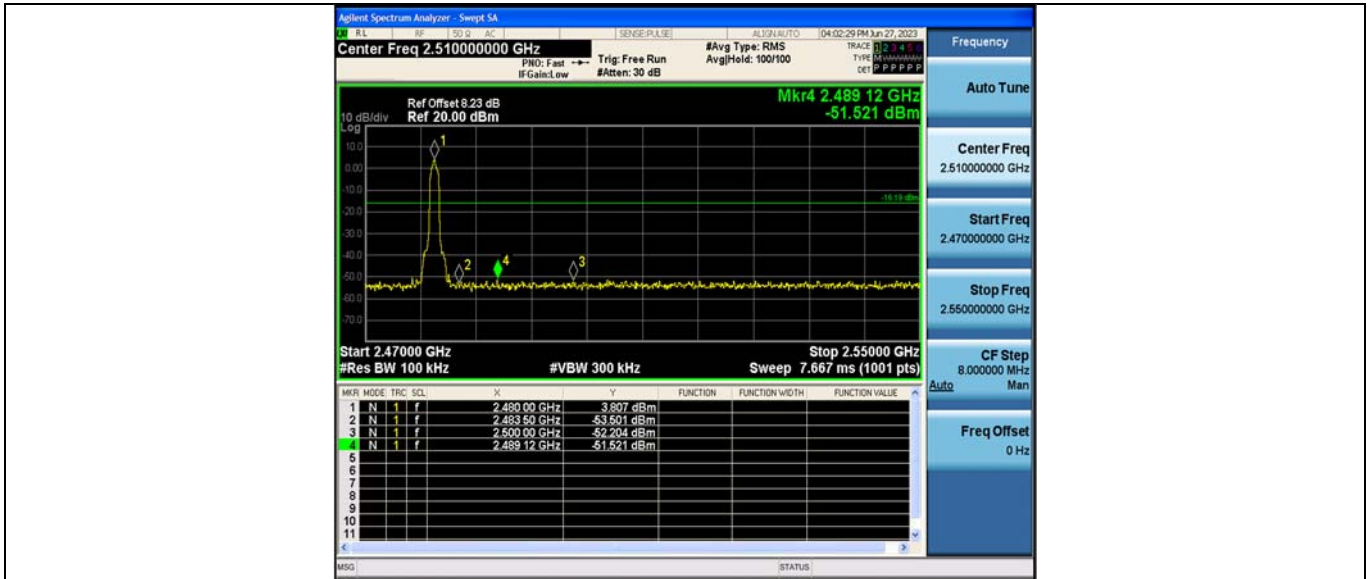 Agilent Spectrum Analyzer - Swept SA
RL RF 50 Ω AC SENSE:PULSE ALIGNAUTO 04:02:29 PM Jun 27, 2023
Center Freq 2.510000000 GHz
PNO: Fast
IFGain:Low
Trig: Free Run
#Atten: 30 dB
#Avg Type: RMS
Avg|Hold: 100/100
TRACE 1 2 3 4 5 6
TYPE M
DET P P P P P P
Frequency
Auto Tune
Center Freq
2.510000000 GHz
Start Freq
2.470000000 GHz
Stop Freq
2.550000000 GHz
CF Step
8.000000 MHz
Auto Man
Freq Offset
0 Hz
Mkr4 2.489 12 GHz
-51.521 dBm
Ref Offset 8.23 dB
10 dB/div Ref 20.00 dBm
Log
10.0
0.00
-10.0
-20.0
-30.0
-40.0
-50.0
-60.0
-70.0
-16.19 dBm
1
2
4
3
Start 2.47000 GHz Stop 2.55000 GHz
#Res BW 100 kHz #VBW 300 kHz Sweep 7.667 ms (1001 pts)
MKR MODE TRC SCL X Y FUNCTION FUNCTION WIDTH FUNCTION VALUE
1 N 1 f 2.480 00 GHz 3.807 dBm
2 N 1 f 2.483 50 GHz -53.501 dBm
3 N 1 f 2.500 00 GHz -52.204 dBm
4 N 1 f 2.489 12 GHz -51.521 dBm
5
6
7
8
9
10
11
MSG STATUS